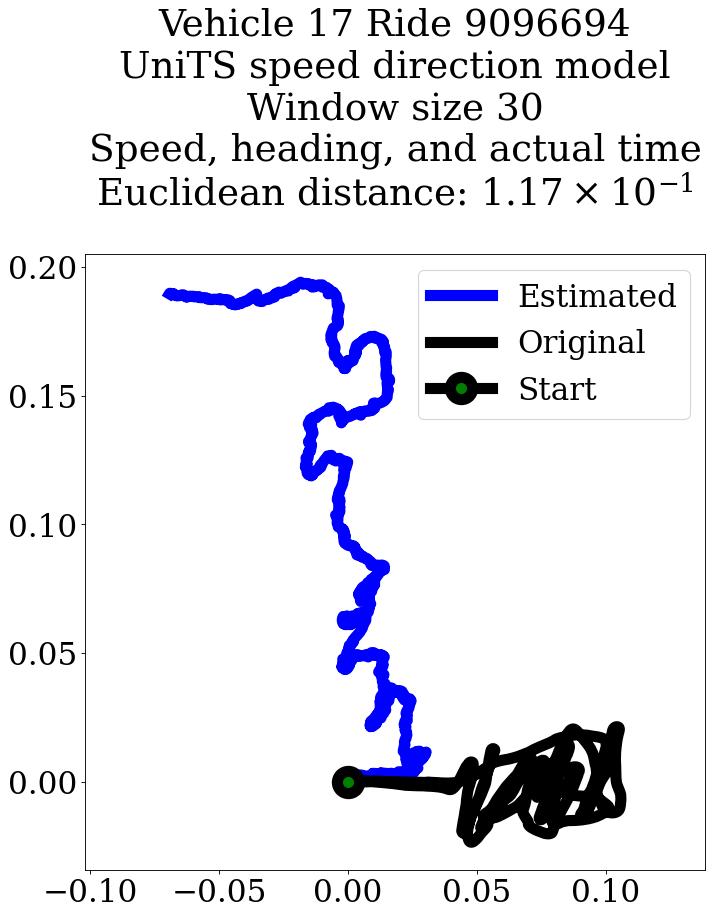 Vehicle 17 Ride 9096694
UniTS speed direction model
Window size 30
Speed, heading, and actual time
Euclidean distance: 1.17 × 10⁻¹
0.20
0.15
0.10
0.05
0.00
Estimated
Original
Start
−0.10 −0.05 0.00 0.05 0.10